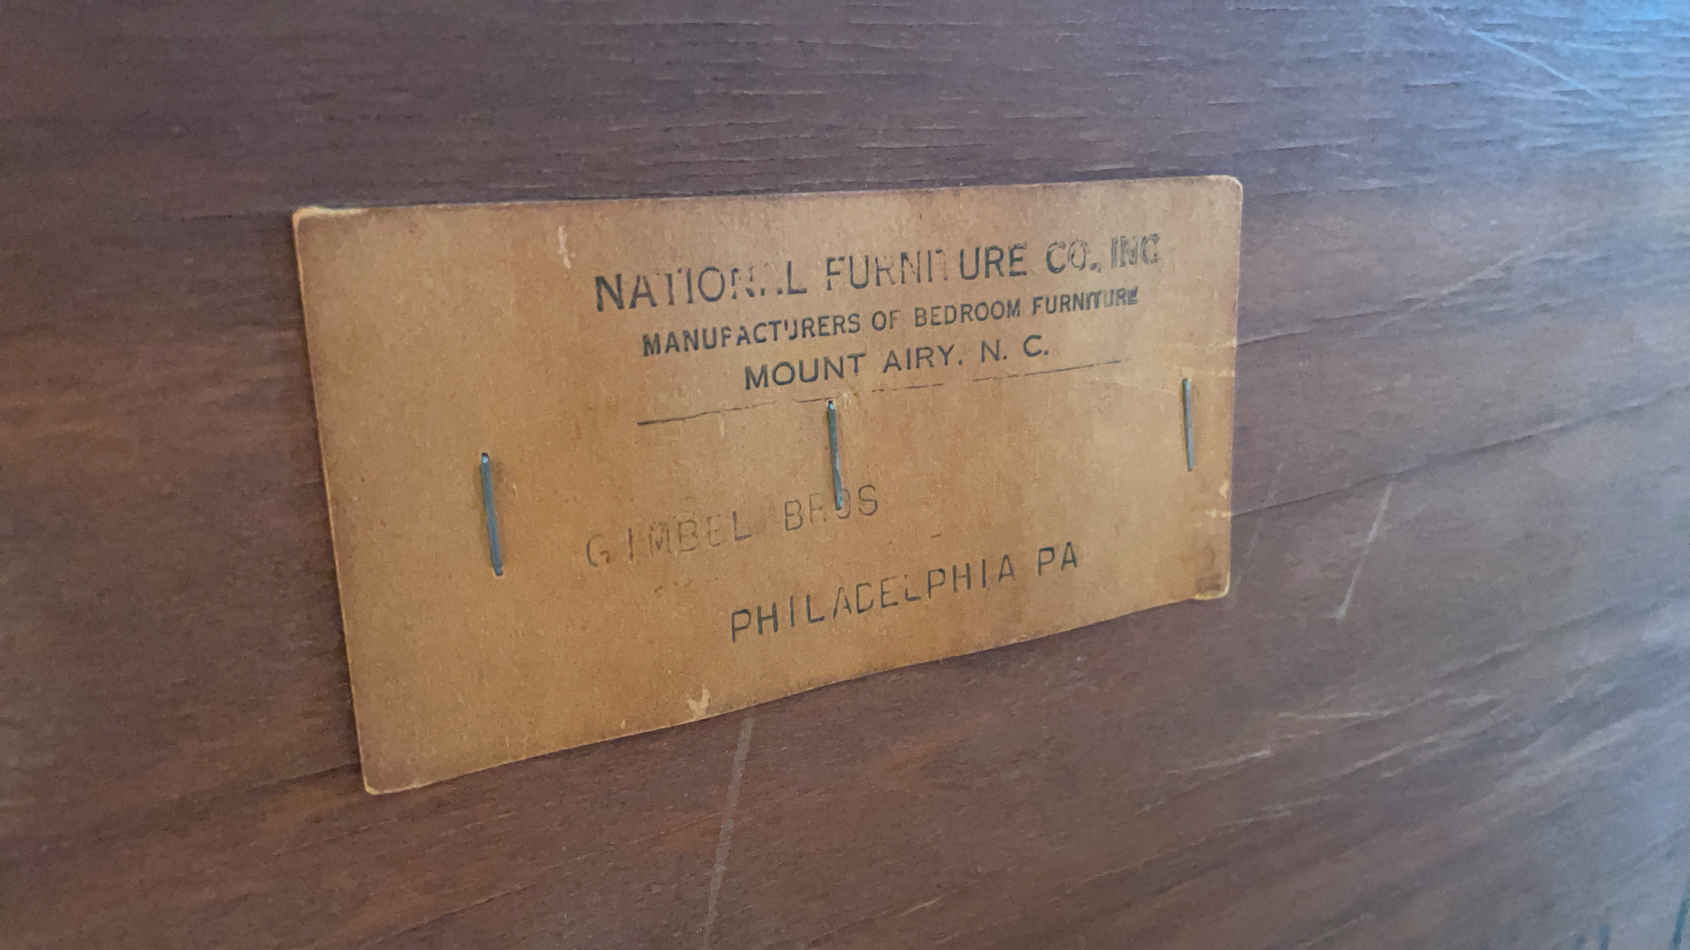 NATIONAL FURNITURE CO., INC
MANUFACTURERS OF BEDROOM FURNITURE
MOUNT AIRY, N. C.
GIMBEL BROS
PHILADELPHIA PA